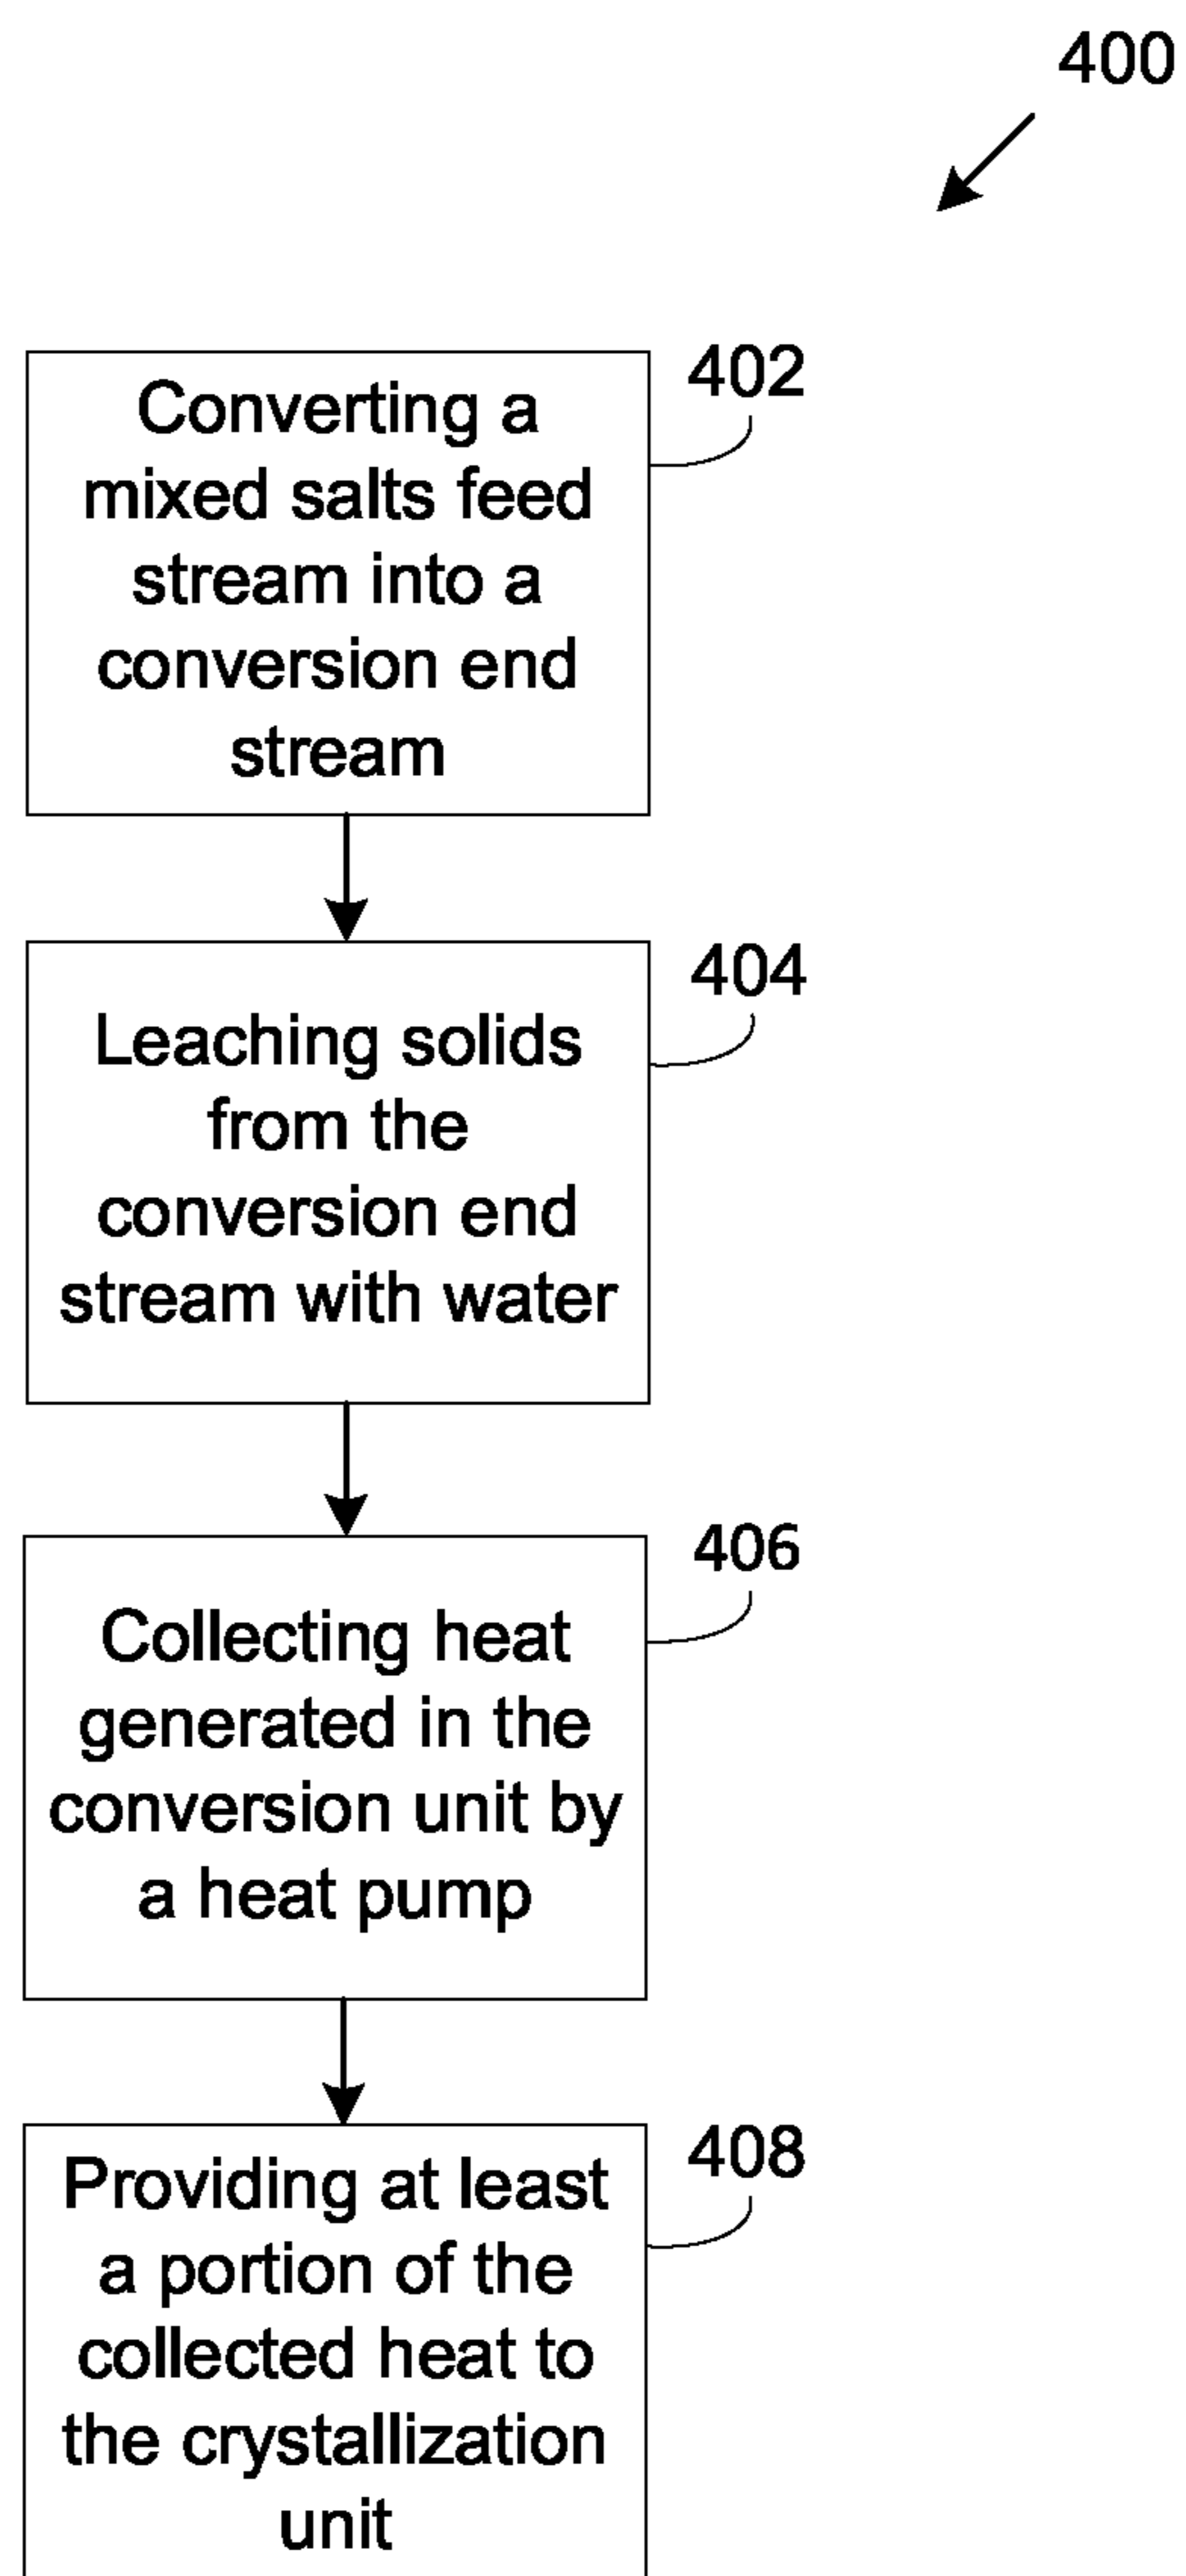 400
402
Converting a
mixed salts feed
stream into a
conversion end
stream
404
Leaching solids
from the
conversion end
stream with water
406
Collecting heat
generated in the
conversion unit by
a heat pump
408
Providing at least
a portion of the
collected heat to
the crystallization
unit